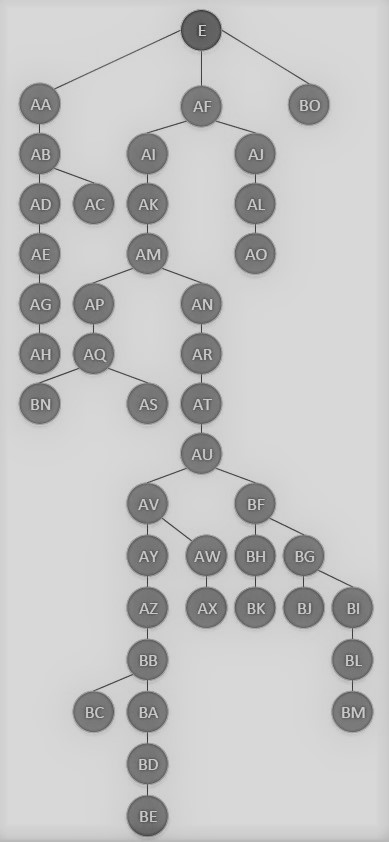 E
AA AF BO
AB AI AJ
AD AC AK AL
AE AM AO
AG AP AN
AH AQ AR
BN AS AT
AU
AV BF
AY AW BH BG
AZ AX BK BJ BI
BB BL
BC BA BM
BD
BE